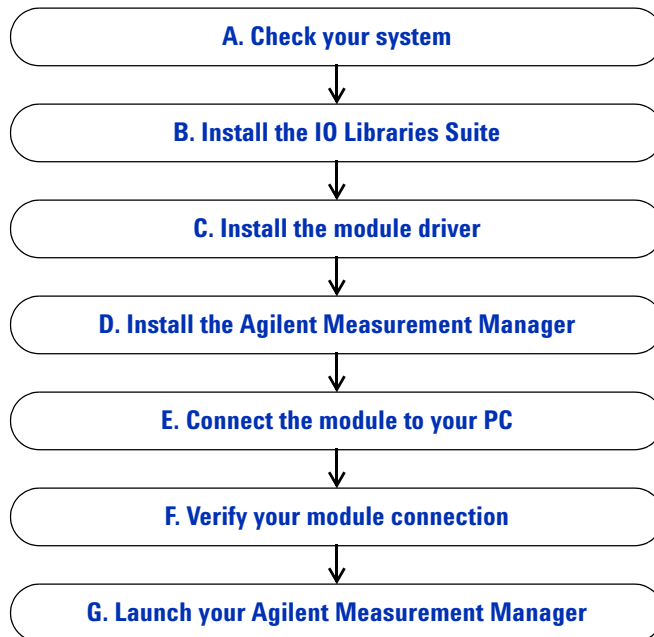 A. Check your system
B. Install the IO Libraries Suite
C. Install the module driver
D. Install the Agilent Measurement Manager
E. Connect the module to your PC
F. Verify your module connection
G. Launch your Agilent Measurement Manager